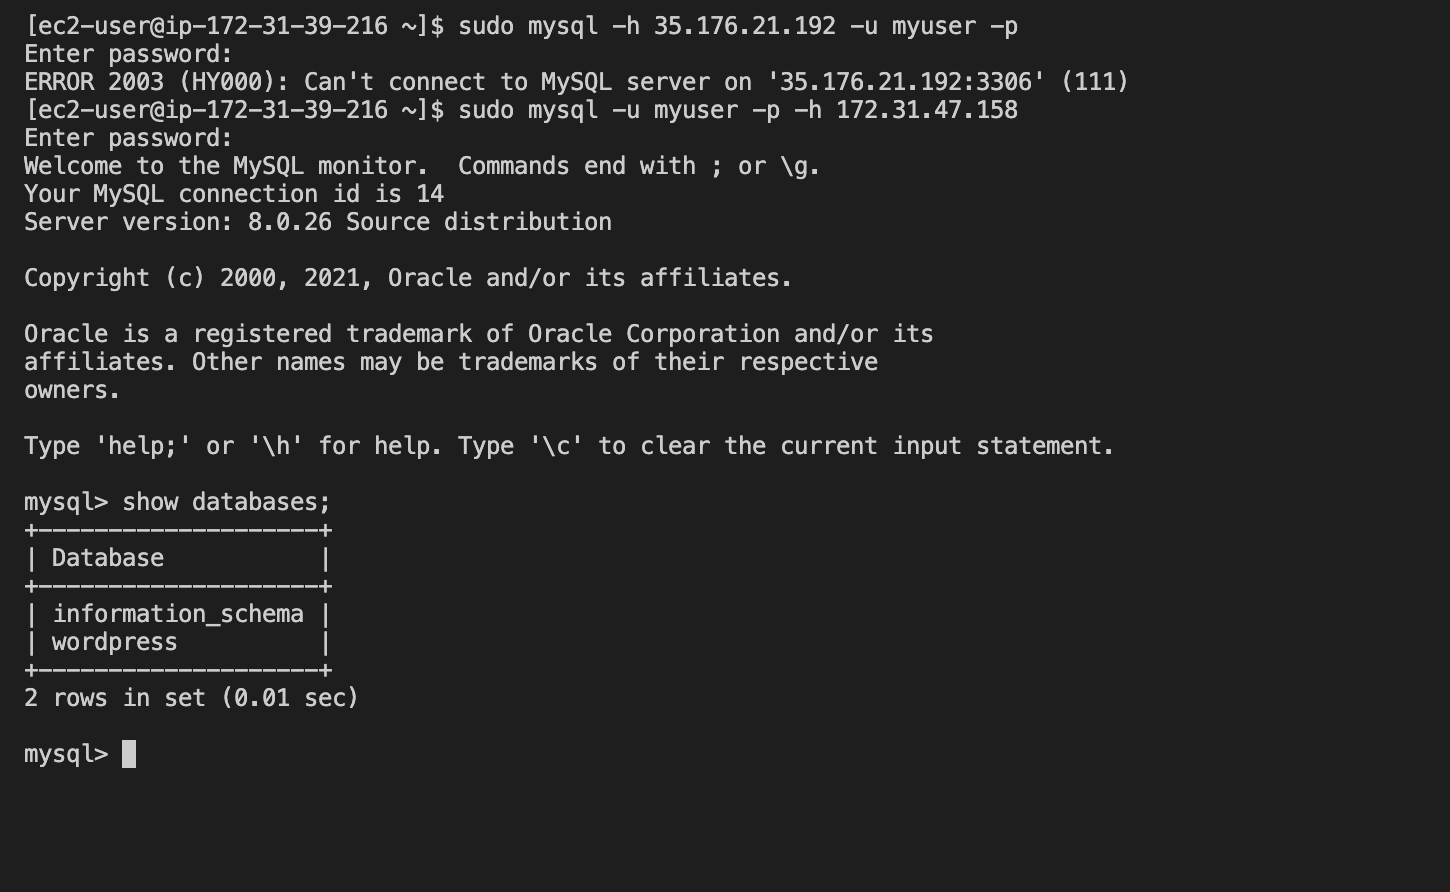 [ec2-user@ip-172-31-39-216 ~]$ sudo mysql -h 35.176.21.192 -u myuser -p
Enter password:
ERROR 2003 (HY000): Can't connect to MySQL server on '35.176.21.192:3306' (111)
[ec2-user@ip-172-31-39-216 ~]$ sudo mysql -u myuser -p -h 172.31.47.158
Enter password:
Welcome to the MySQL monitor.  Commands end with ; or \g.
Your MySQL connection id is 14
Server version: 8.0.26 Source distribution

Copyright (c) 2000, 2021, Oracle and/or its affiliates.

Oracle is a registered trademark of Oracle Corporation and/or its
affiliates. Other names may be trademarks of their respective
owners.

Type 'help;' or '\h' for help. Type '\c' to clear the current input statement.

mysql> show databases;
+--------------------+
| Database           |
+--------------------+
| information_schema |
| wordpress          |
+--------------------+
2 rows in set (0.01 sec)

mysql>